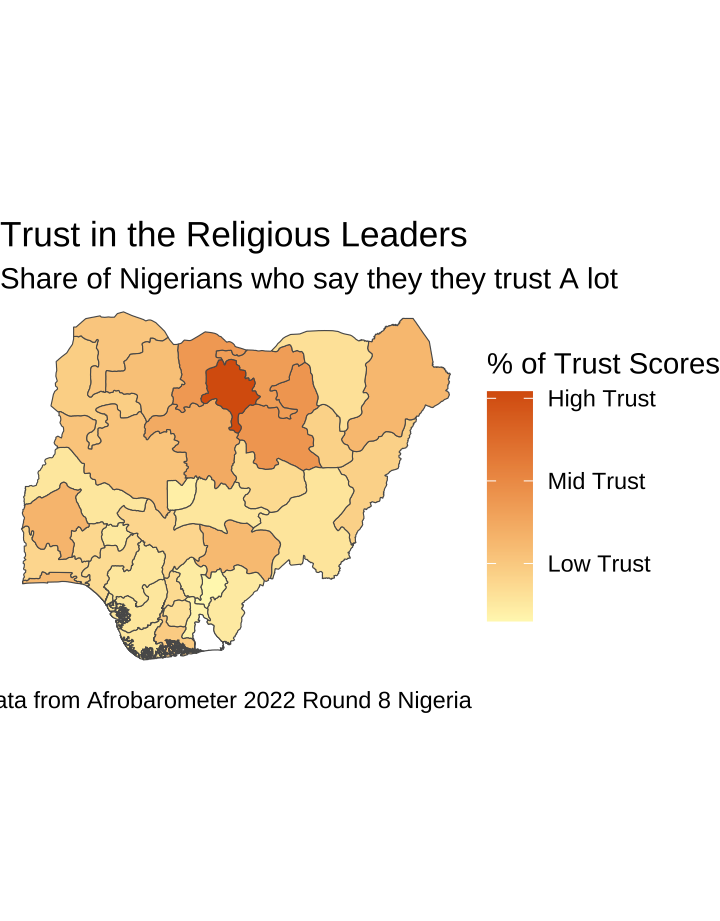 Trust in the Religious Leaders
Share of Nigerians who say they they trust A lot
% of Trust Scores
High Trust
Mid Trust
Low Trust
ata from Afrobarometer 2022 Round 8 Nigeria